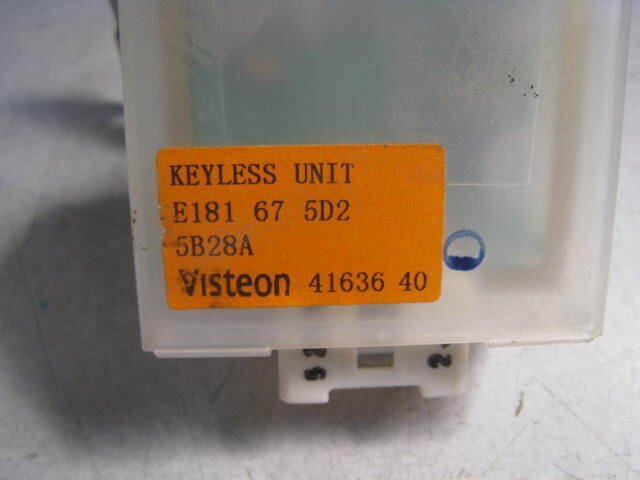 KEYLESS UNIT
E181 67 5D2
5B28A
Visteon 41636 40